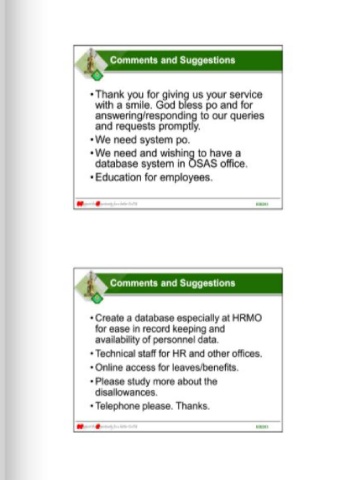 Comments and Suggestions
• Thank you for giving us your service
with a smile. God bless po and for
answering/responding to our queries
and requests promptly.
• We need system po.
• We need and wishing to have a
database system in OSAS office.
• Education for employees.
Comments and Suggestions
• Create a database especially at HRMO
for ease in record keeping and
availability of personnel data.
• Technical staff for HR and other offices.
• Online access for leaves/benefits.
• Please study more about the
disallowances.
• Telephone please. Thanks.